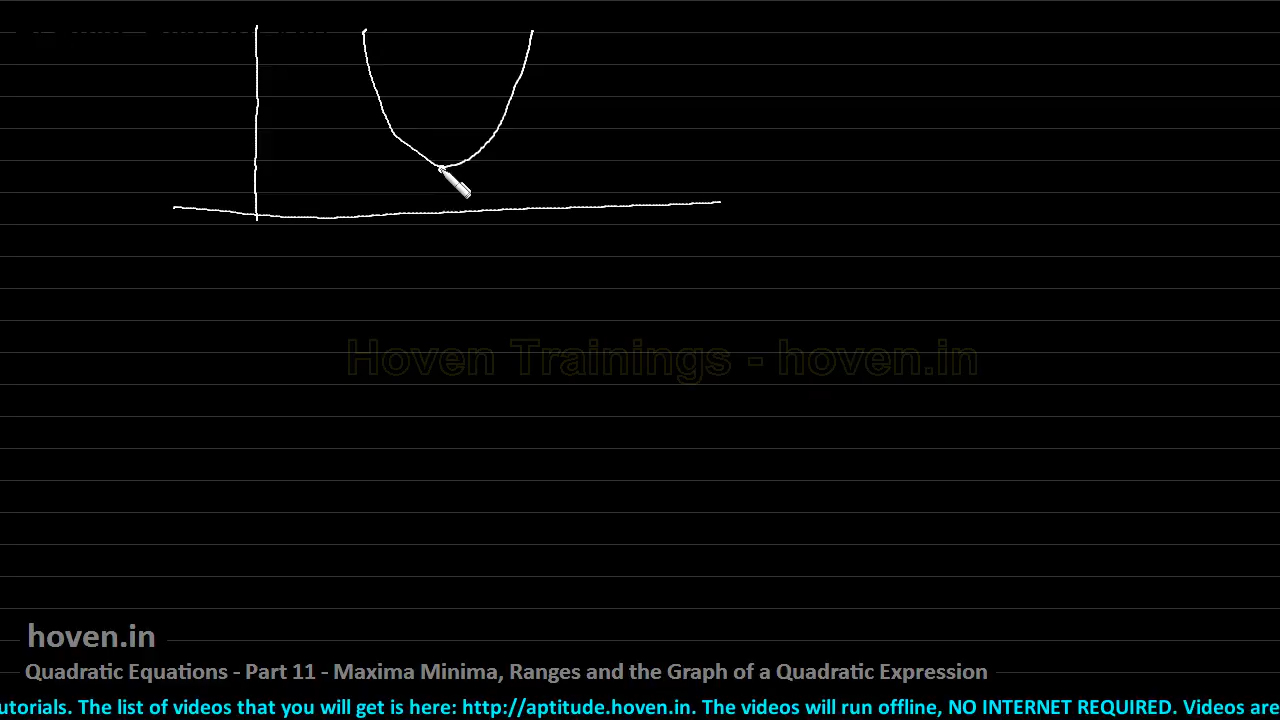 Hoven Trainings - hoven.in
hoven.in
Quadratic Equations - Part 11 - Maxima Minima, Ranges and the Graph of a Quadratic Expression
utorials. The list of videos that you will get is here: http://aptitude.hoven.in. The videos will run offline, NO INTERNET REQUIRED. Videos are